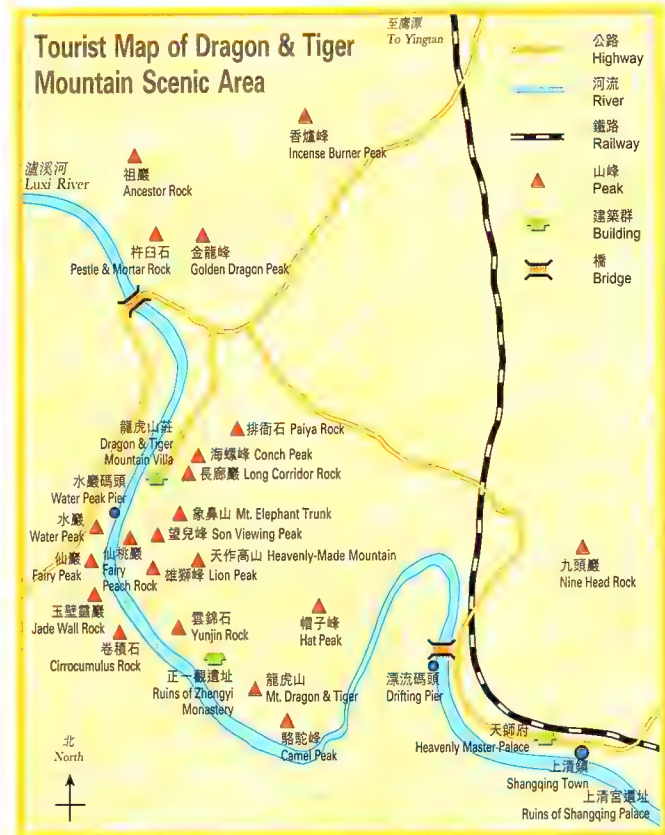 Tourist Map of Dragon & Tiger
Mountain Scenic Area
至鹰潭
To Yingtan
公路
Highway
河流
River
鐵路
Railway
山峰
Peak
建築群
Building
橋
Bridge
香爐峰
Incense Burner Peak
瀘溪河
Luxi River
祖巖
Ancestor Rock
杵臼石
Pestle & Mortar Rock
金龍峰
Golden Dragon Peak
龍虎山莊
Dragon & Tiger
Mountain Villa
排衙石 Paiya Rock
海螺峰 Conch Peak
長廊巖 Long Corridor Rock
水巖碼頭
Water Peak Pier
象鼻山 Mt. Elephant Trunk
水巖
Water Peak
望兒峰 Son Viewing Peak
仙桃巖
Fairy
Peach Rock
天作高山 Heavenly-Made Mountain
仙巖
Fairy Peak
雄獅峰 Lion Peak
九頭巖
Nine Head Rock
玉壁靈巖
Jade Wall Rock
卷積石
Cirrocumulus Rock
雲錦石
Yunjin Rock
帽子峰
Hat Peak
正一觀遺址
Ruins of Zhengyi
Monastery
龍虎山
Mt. Dragon & Tiger
漂流碼頭
Drifting Pier
駱駝峰
Camel Peak
天師府
Heavenly Master Palace
上清鎮
Shangqing Town
上清宮遺址
Ruins of Shangqing Palace
北
North